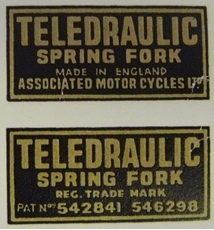 TELEDRAULIC
SPRING FORK
MADE IN ENGLAND
ASSOCIATED MOTOR CYCLES LTD
TELEDRAULIC
SPRING FORK
REG. TRADE MARK
PAT Nos 542841 546298